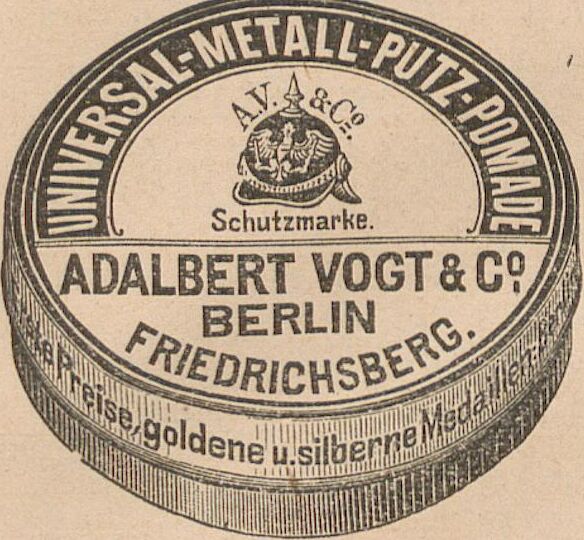 UNIVERSAL-METALL-PUTZ-POMADE
A.V. & Co.
Schutzmarke.
ADALBERT VOGT & Co.
BERLIN
FRIEDRICHSBERG.
Preise, goldene u. silberne Medaillen